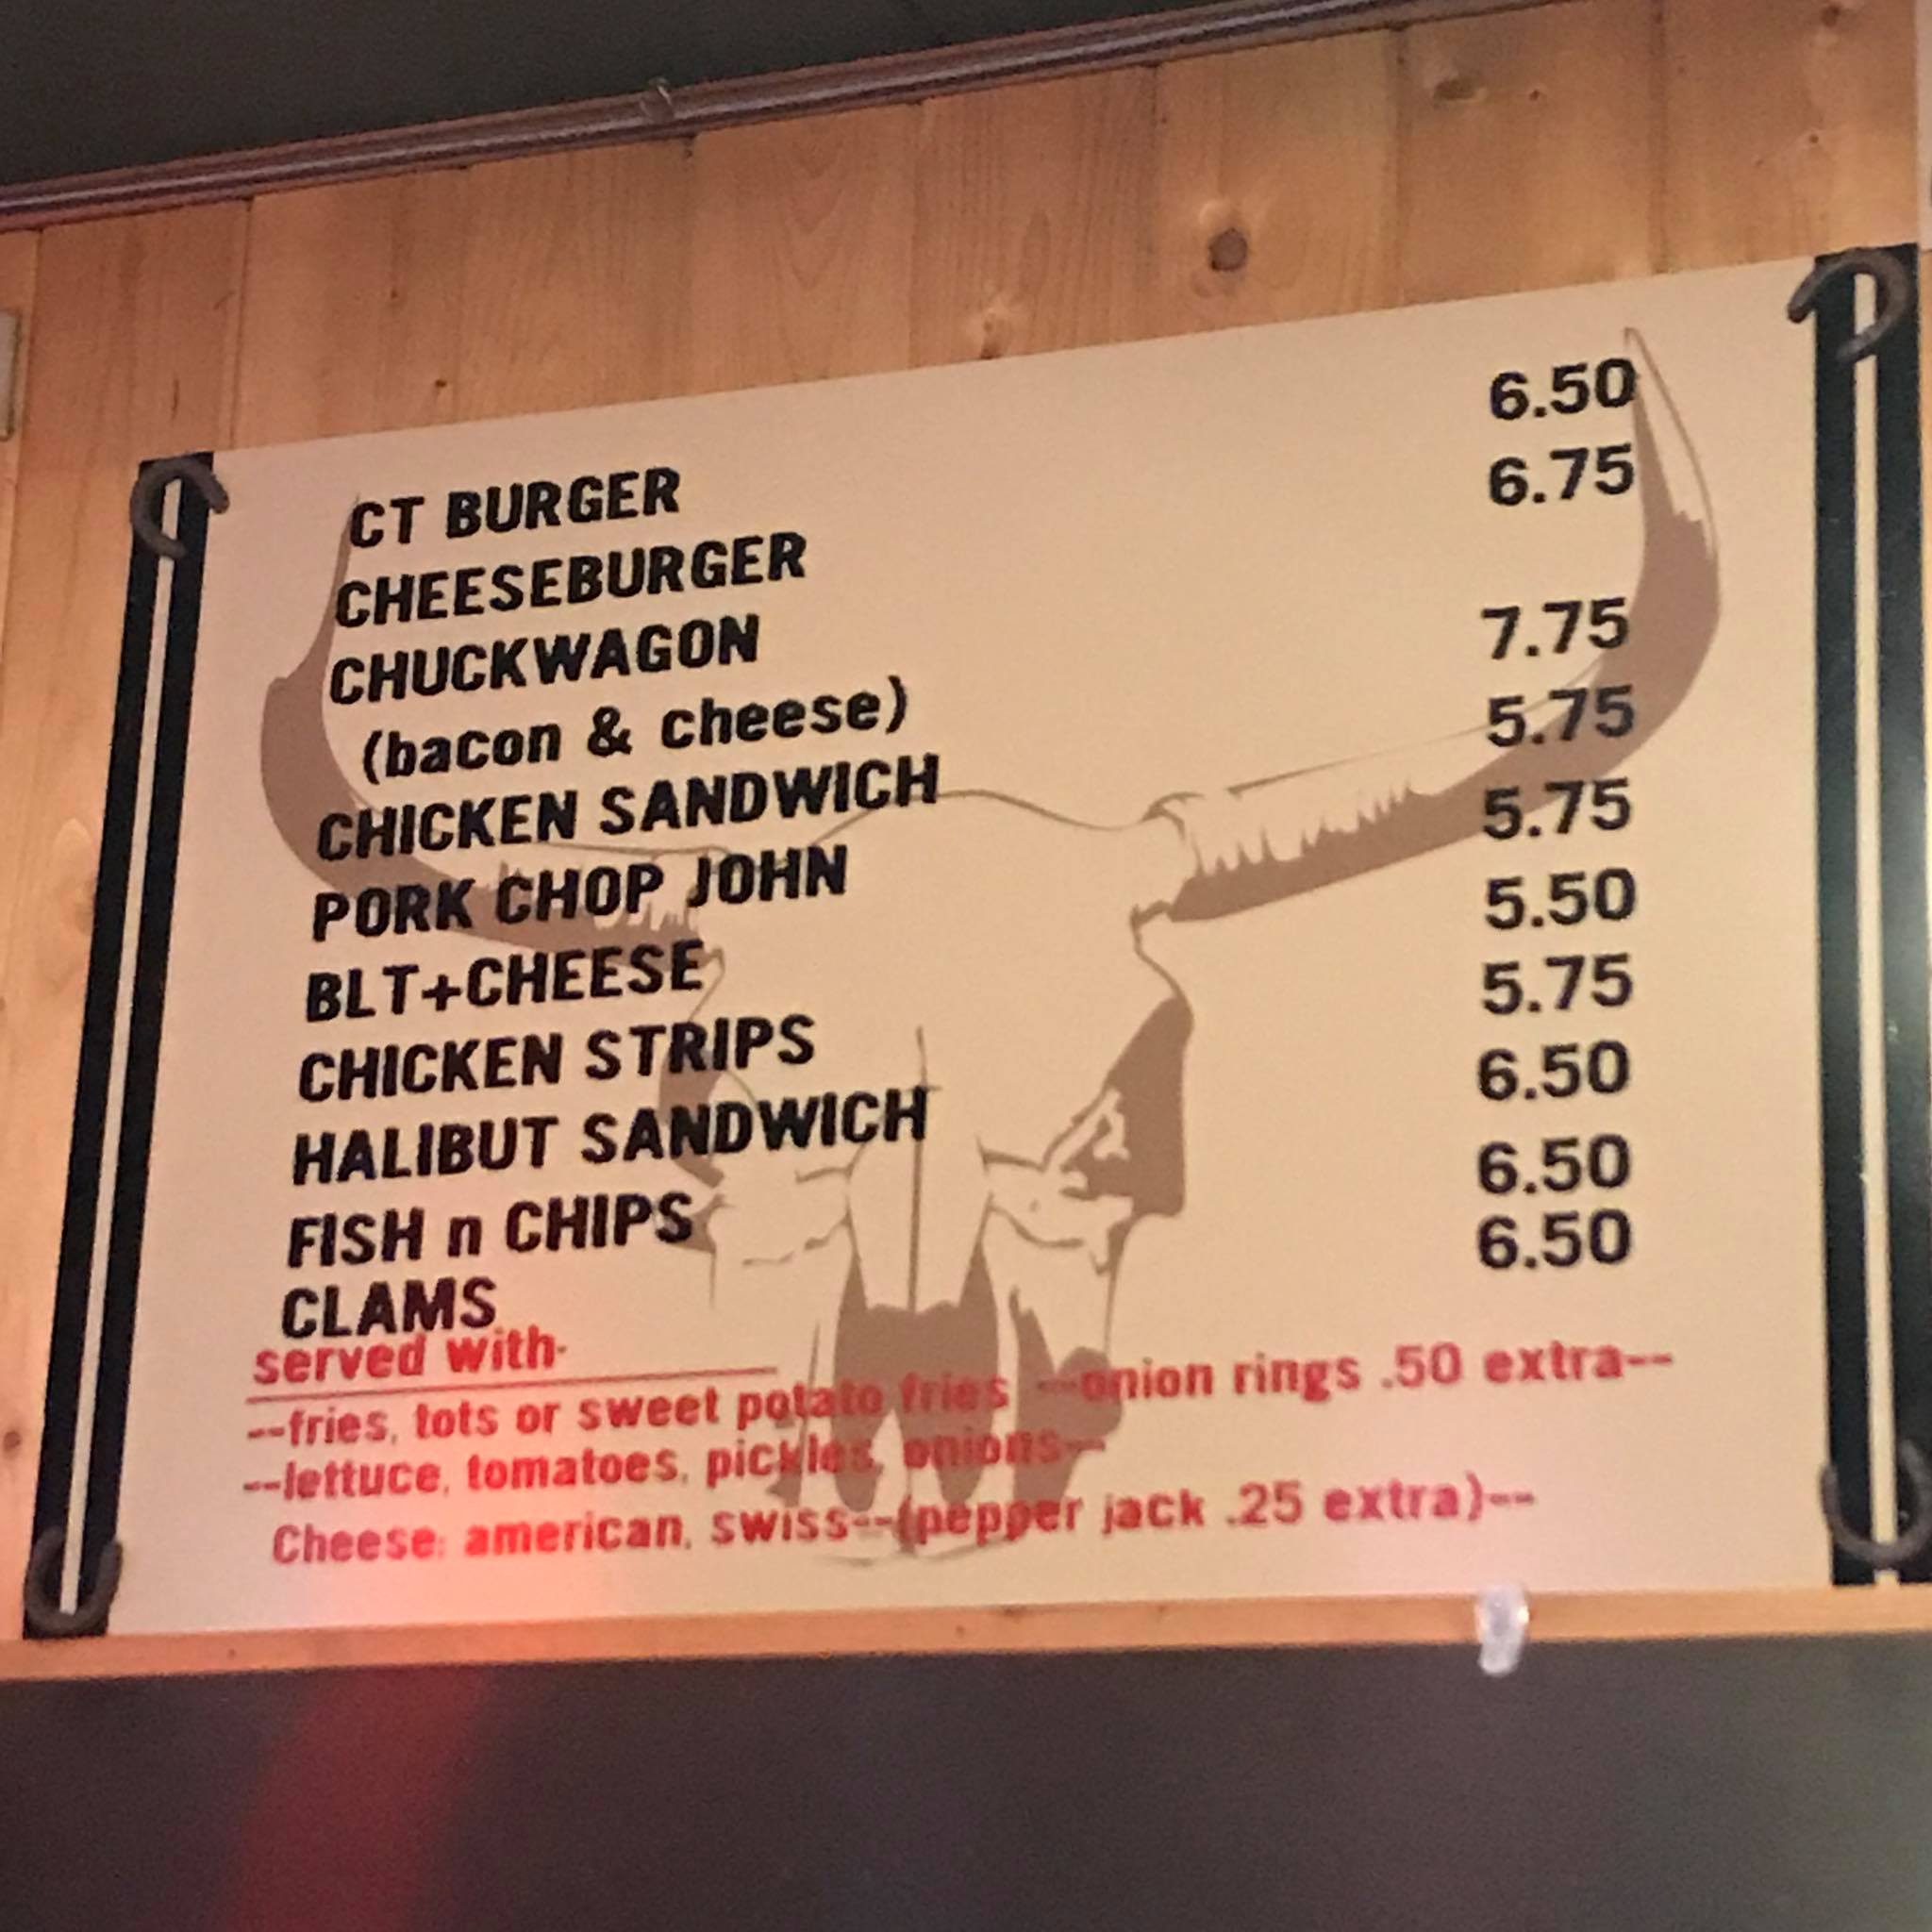 CT BURGER 6.50
CHEESEBURGER 6.75
CHUCKWAGON
(bacon & cheese) 7.75
CHICKEN SANDWICH 5.75
PORK CHOP JOHN 5.75
BLT+CHEESE 5.50
CHICKEN STRIPS 5.75
HALIBUT SANDWICH 6.50
FISH n CHIPS 6.50
CLAMS 6.50
served with-
--fries, tots or sweet potato fries --onion rings .50 extra--
--lettuce, tomatoes, pickles, onions--
Cheese: american, swiss--(pepper jack .25 extra)--